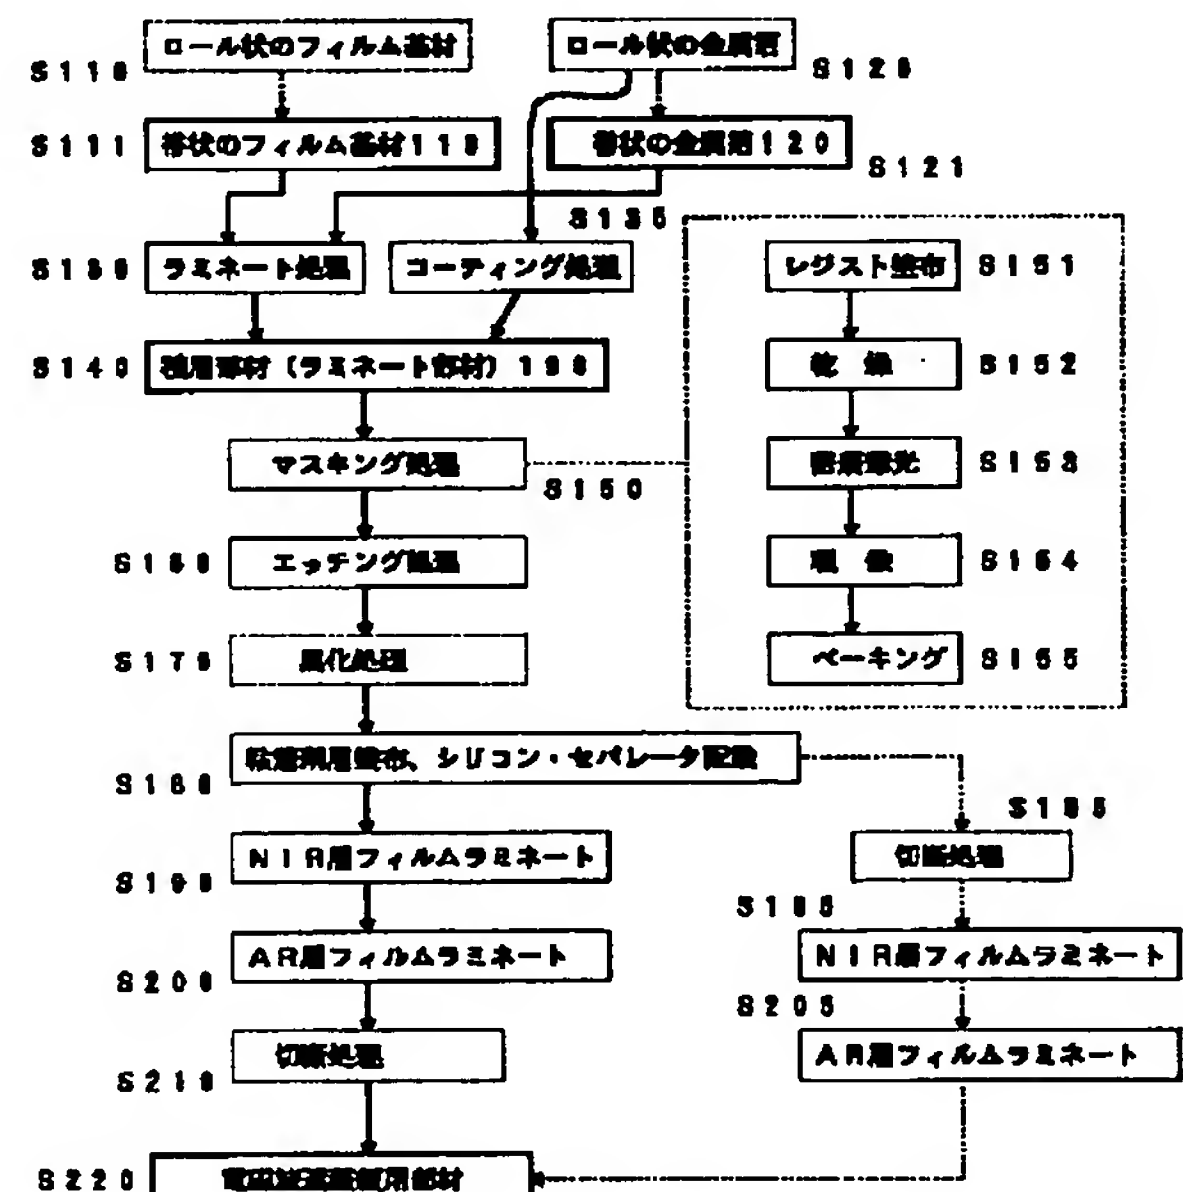 ロール状のフィルム基材
ロール状の金属箔
S110
S120
S111
帯状のフィルム基材110
帯状の金属箔120
S121
S135
S130
ラミネート処理
コーティング処理
レジスト塗布
S151
S140
積層部材（ラミネート部材）
乾 燥
S152
マスキング処理
S150
密着露光
S153
S160
エッチング処理
現 像
S154
S170
黒化処理
ベーキング
S155
粘着剤層塗布、シリコン・セパレータ配設
S180
S185
NIR層フィルムラミネート
S190
切断処理
S195
AR層フィルムラミネート
S200
NIR層フィルムラミネート
S205
切断処理
S210
AR層フィルムラミネート
S220
電磁波遮蔽用部材